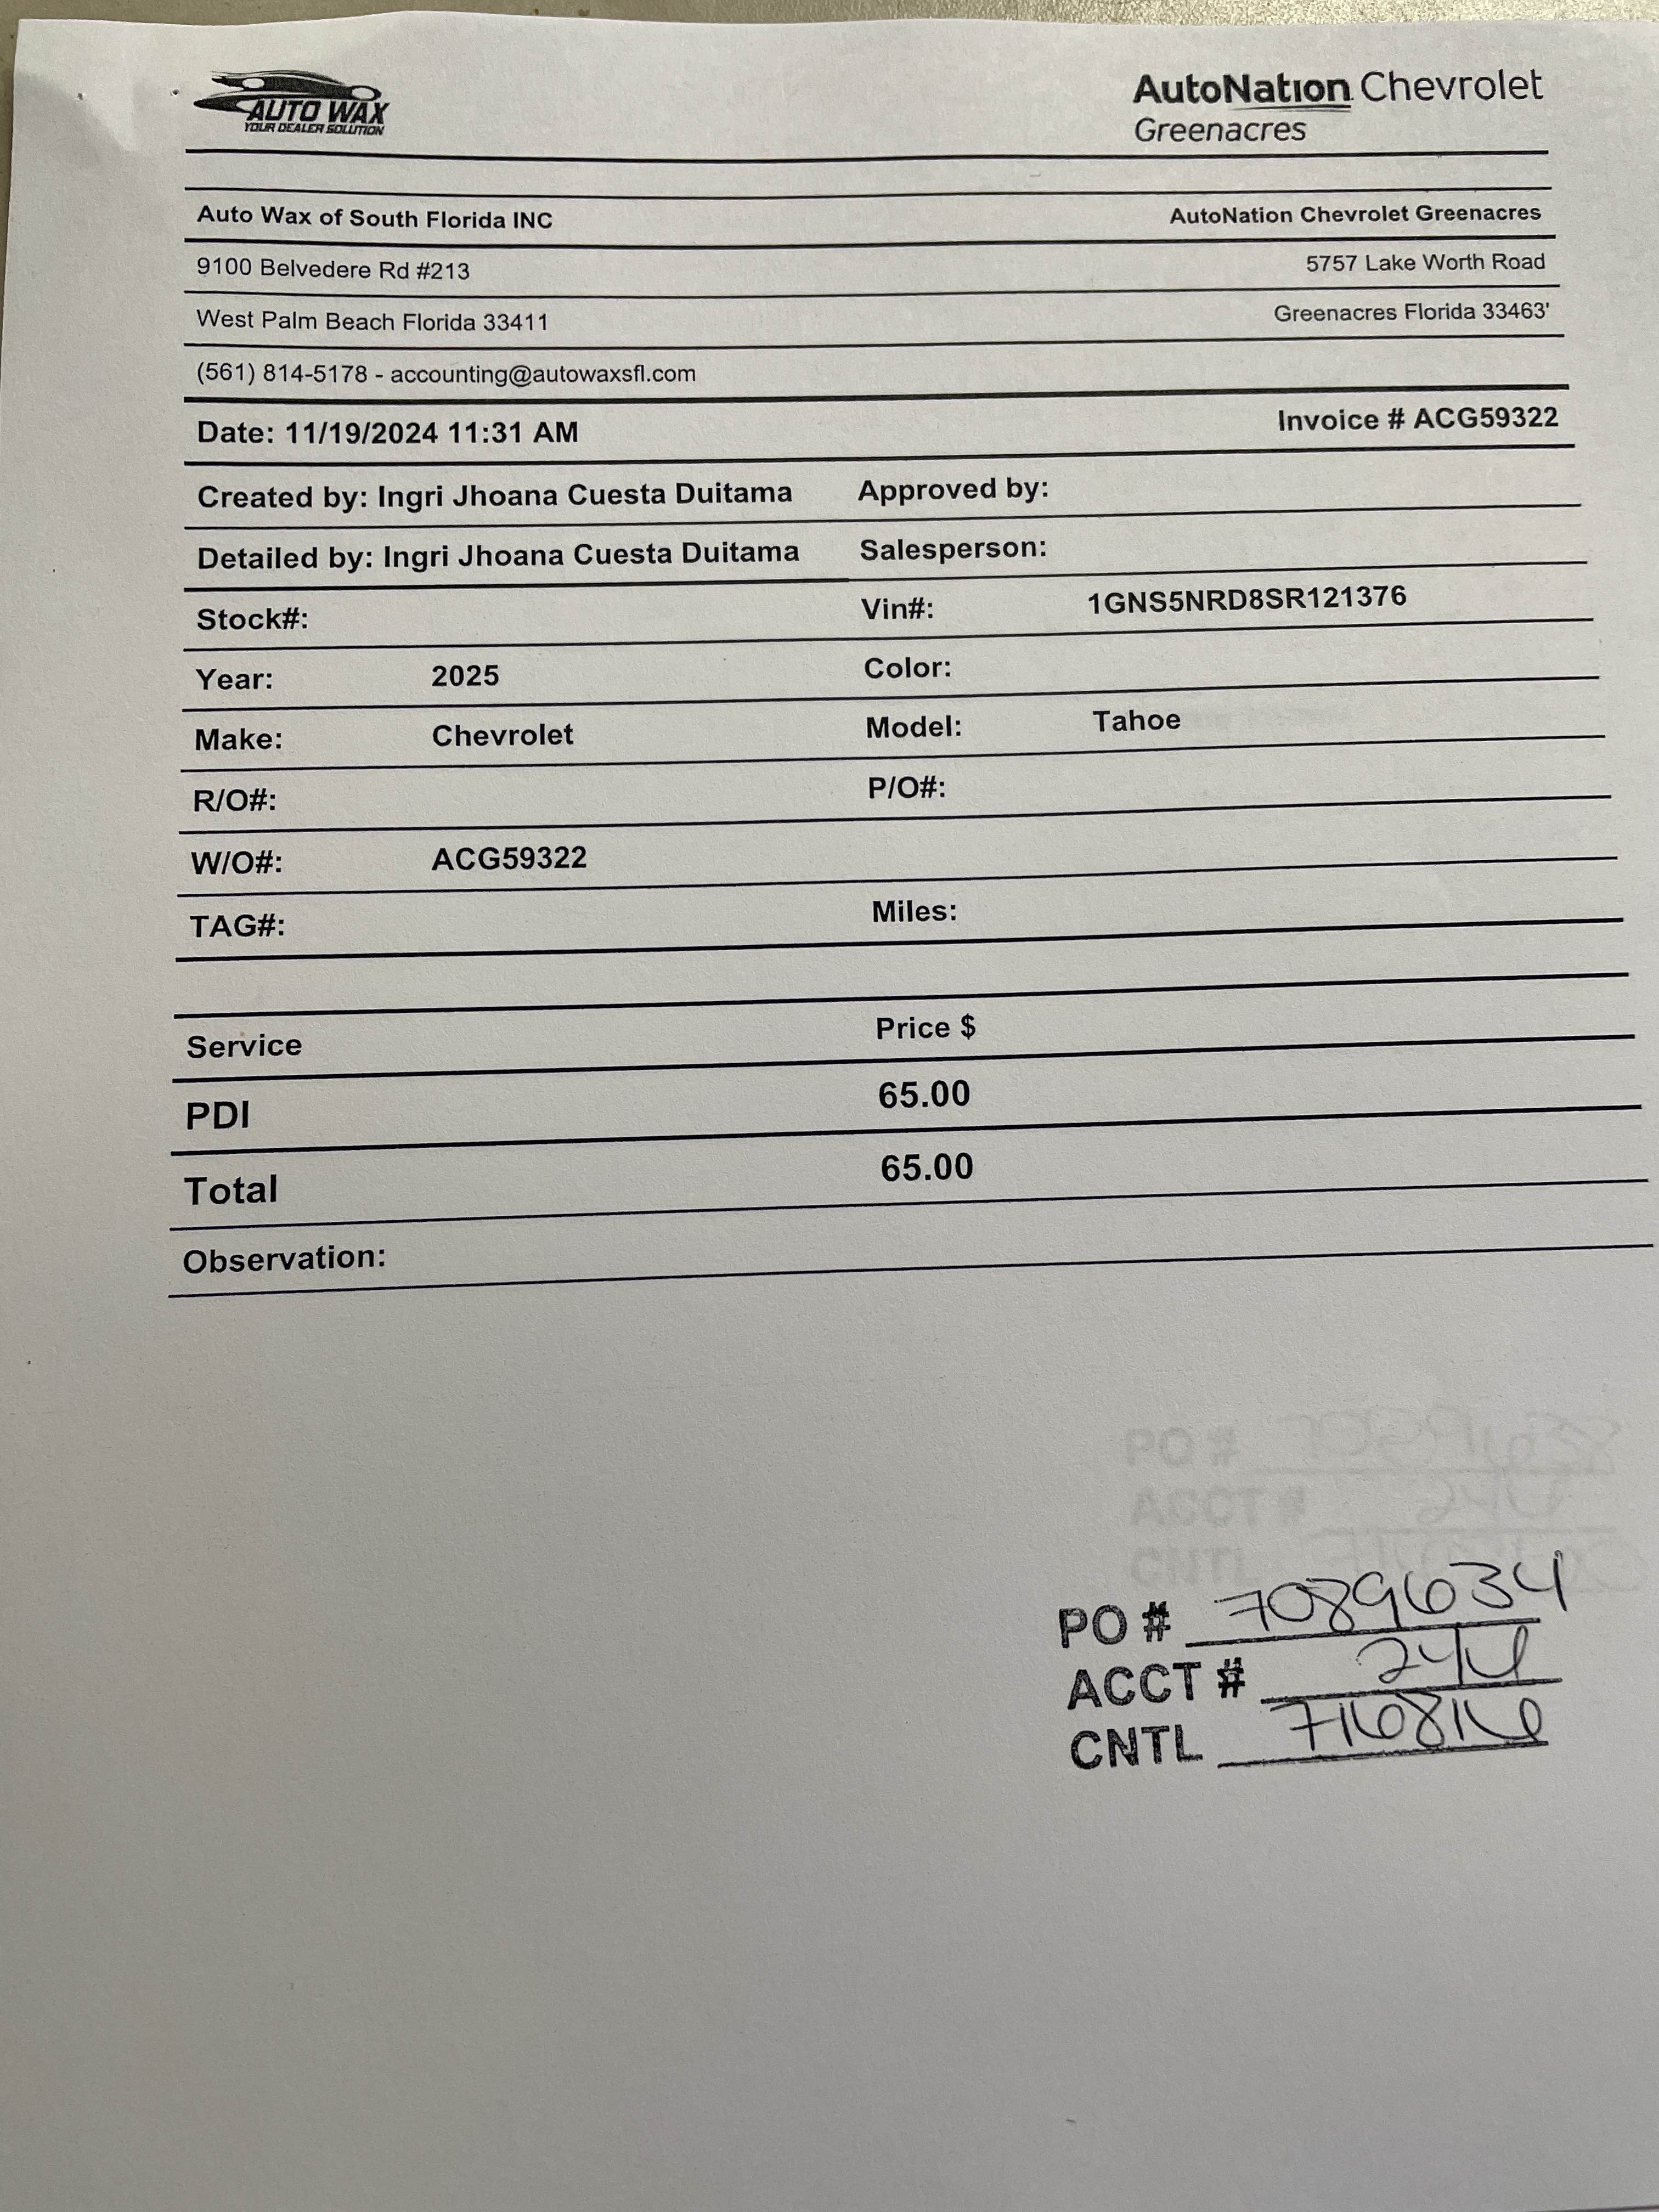 AUTO WAX
YOUR DEALER SOLUTION
AutoNation Chevrolet
Greenacres
Auto Wax of South Florida INC AutoNation Chevrolet Greenacres
9100 Belvedere Rd #213 5757 Lake Worth Road
West Palm Beach Florida 33411 Greenacres Florida 33463'
(561) 814-5178 - accounting@autowaxsfl.com
Date: 11/19/2024 11:31 AM Invoice # ACG59322
Created by: Ingri Jhoana Cuesta Duitama Approved by:
Detailed by: Ingri Jhoana Cuesta Duitama Salesperson:
Stock#: Vin#: 1GNS5NRD8SR121376
Year: 2025 Color:
Make: Chevrolet Model: Tahoe
R/O#: P/O#:
W/O#: ACG59322
TAG#: Miles:
Service Price $
PDI 65.00
Total 65.00
Observation:
PO #
ACCT #
CNTL
PO # 7089634
ACCT # 244
CNTL 716816